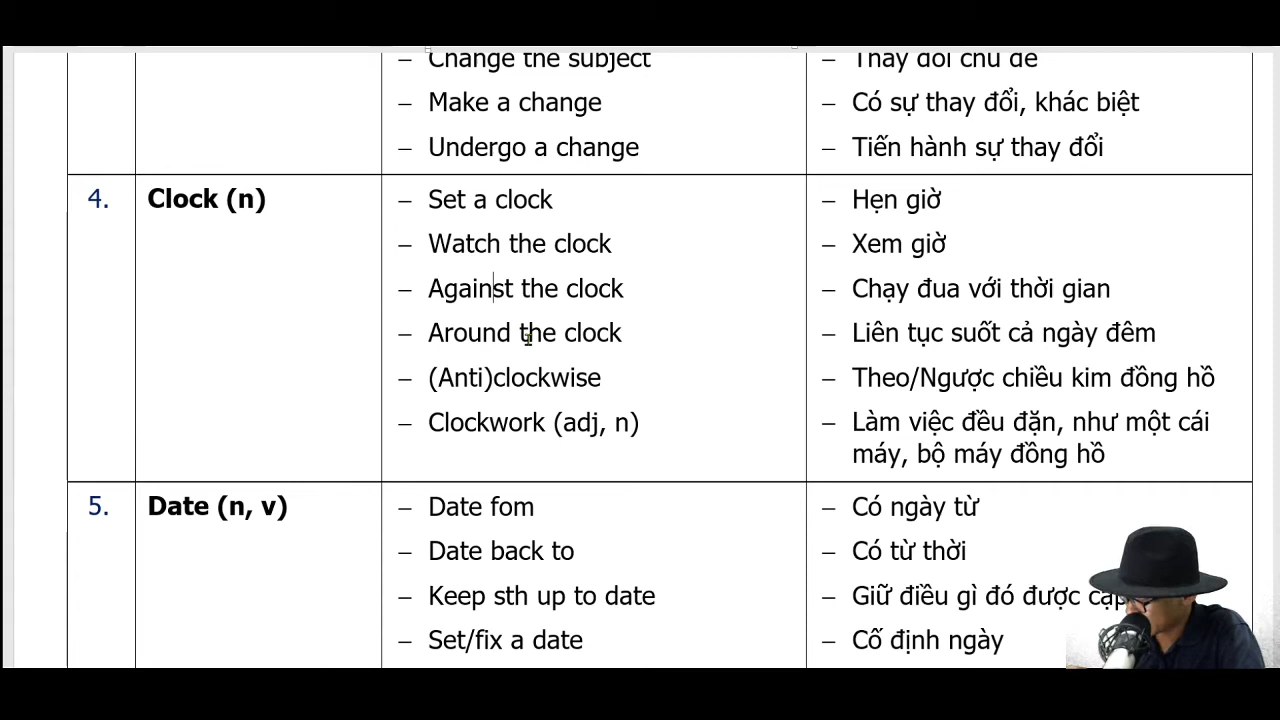 – Change the subject – Thay đổi chủ đề
– Make a change – Có sự thay đổi, khác biệt
– Undergo a change – Tiến hành sự thay đổi
4. Clock (n) – Set a clock – Hẹn giờ
– Watch the clock – Xem giờ
– Against the clock – Chạy đua với thời gian
– Around the clock – Liên tục suốt cả ngày đêm
– (Anti)clockwise – Theo/Ngược chiều kim đồng hồ
– Clockwork (adj, n) – Làm việc đều đặn, như một cái
máy, bộ máy đồng hồ
5. Date (n, v) – Date fom – Có ngày từ
– Date back to – Có từ thời
– Keep sth up to date – Giữ điều gì đó được
– Set/fix a date – Cố định ngày